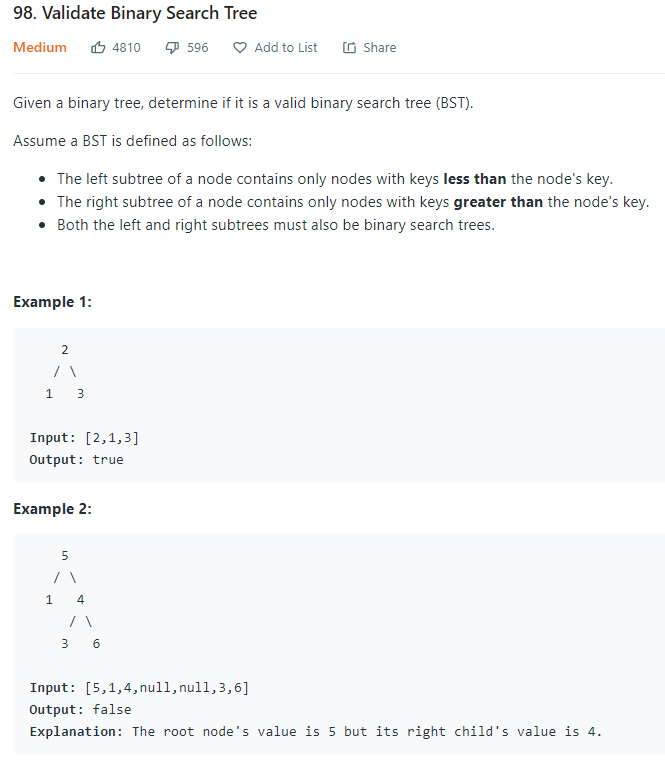 98. Validate Binary Search Tree
Medium 4810 596 Add to List Share
Given a binary tree, determine if it is a valid binary search tree (BST).
Assume a BST is defined as follows:
• The left subtree of a node contains only nodes with keys less than the node's key.
• The right subtree of a node contains only nodes with keys greater than the node's key.
• Both the left and right subtrees must also be binary search trees.
Example 1:
    2
   / \
  1   3
Input: [2,1,3]
Output: true
Example 2:
    5
   / \
  1   4
     / \
    3   6
Input: [5,1,4,null,null,3,6]
Output: false
Explanation: The root node's value is 5 but its right child's value is 4.